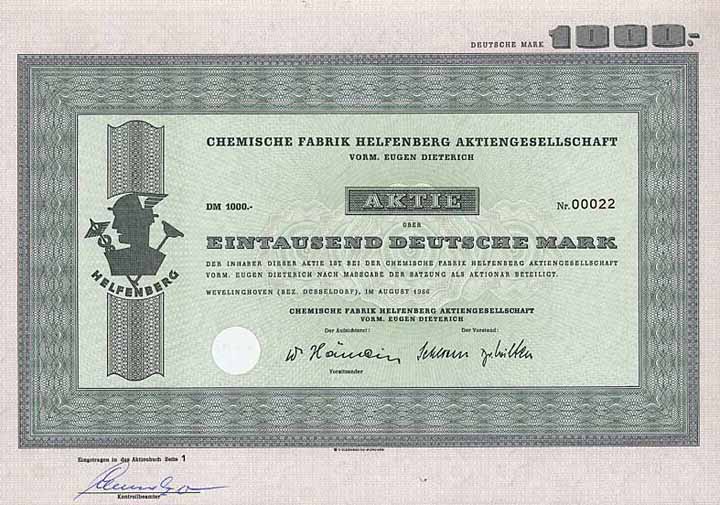 DEUTSCHE MARK 1000.-
CHEMISCHE FABRIK HELFENBERG AKTIENGESELLSCHAFT
VORM. EUGEN DIETERICH
DM 1000.- AKTIE Nr. 00022
ÜBER
EINTAUSEND DEUTSCHE MARK
DER INHABER DIESER AKTIE IST BEI DER CHEMISCHE FABRIK HELFENBERG AKTIENGESELLSCHAFT
VORM. EUGEN DIETERICH NACH MASSGABE DER SATZUNG ALS AKTIONÄR BETEILIGT.
WEVELINGHOVEN (BEZ. DÜSSELDORF), IM AUGUST 1966
CHEMISCHE FABRIK HELFENBERG AKTIENGESELLSCHAFT
VORM. EUGEN DIETERICH
Der Aufsichtsrat: Der Vorstand:
Vorsitzender
HELFENBERG
Eingetragen in das Aktienbuch Seite 1
Kontrollbeamter